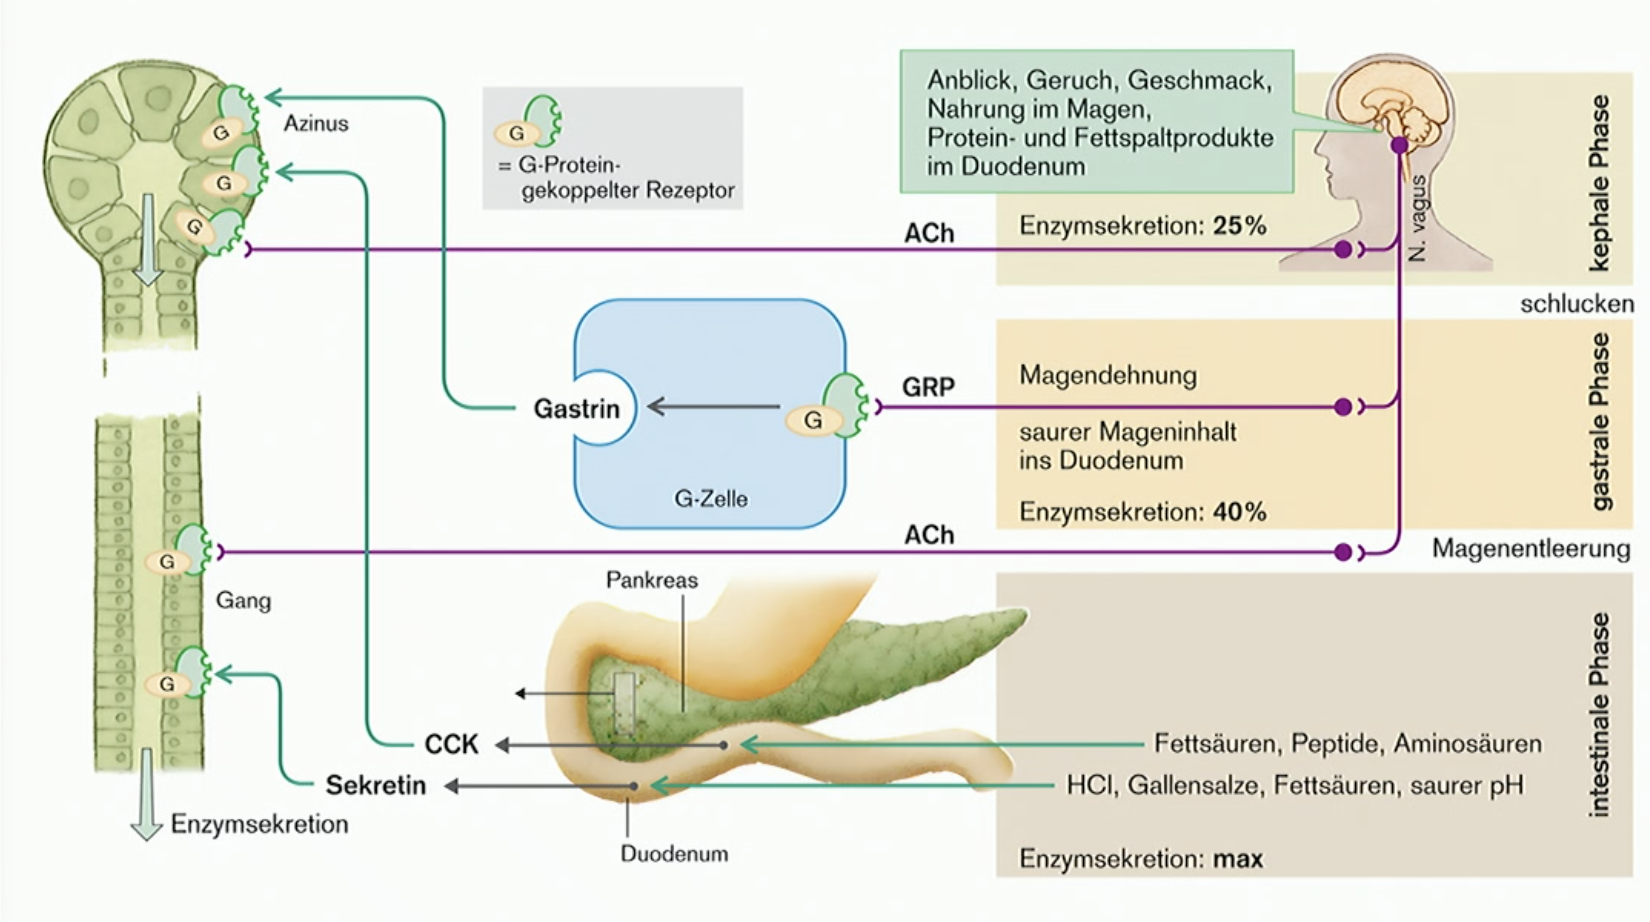 Anblick, Geruch, Geschmack,
Nahrung im Magen,
Protein- und Fettspaltprodukte
im Duodenum
G
Azinus
G
G
G
= G-Protein-
gekoppelter Rezeptor
ACh
Enzymsekretion: 25%
N. vagus
kephale Phase
schlucken
Gastrin
G
G-Zelle
GRP
Magendehnung
saurer Mageninhalt
ins Duodenum
Enzymsekretion: 40%
gastrale Phase
ACh
Magenentleerung
G
Gang
G
Pankreas
CCK
Sekretin
Fettsäuren, Peptide, Aminosäuren
HCl, Gallensalze, Fettsäuren, saurer pH
Enzymsekretion
Duodenum
Enzymsekretion: max
intestinale Phase